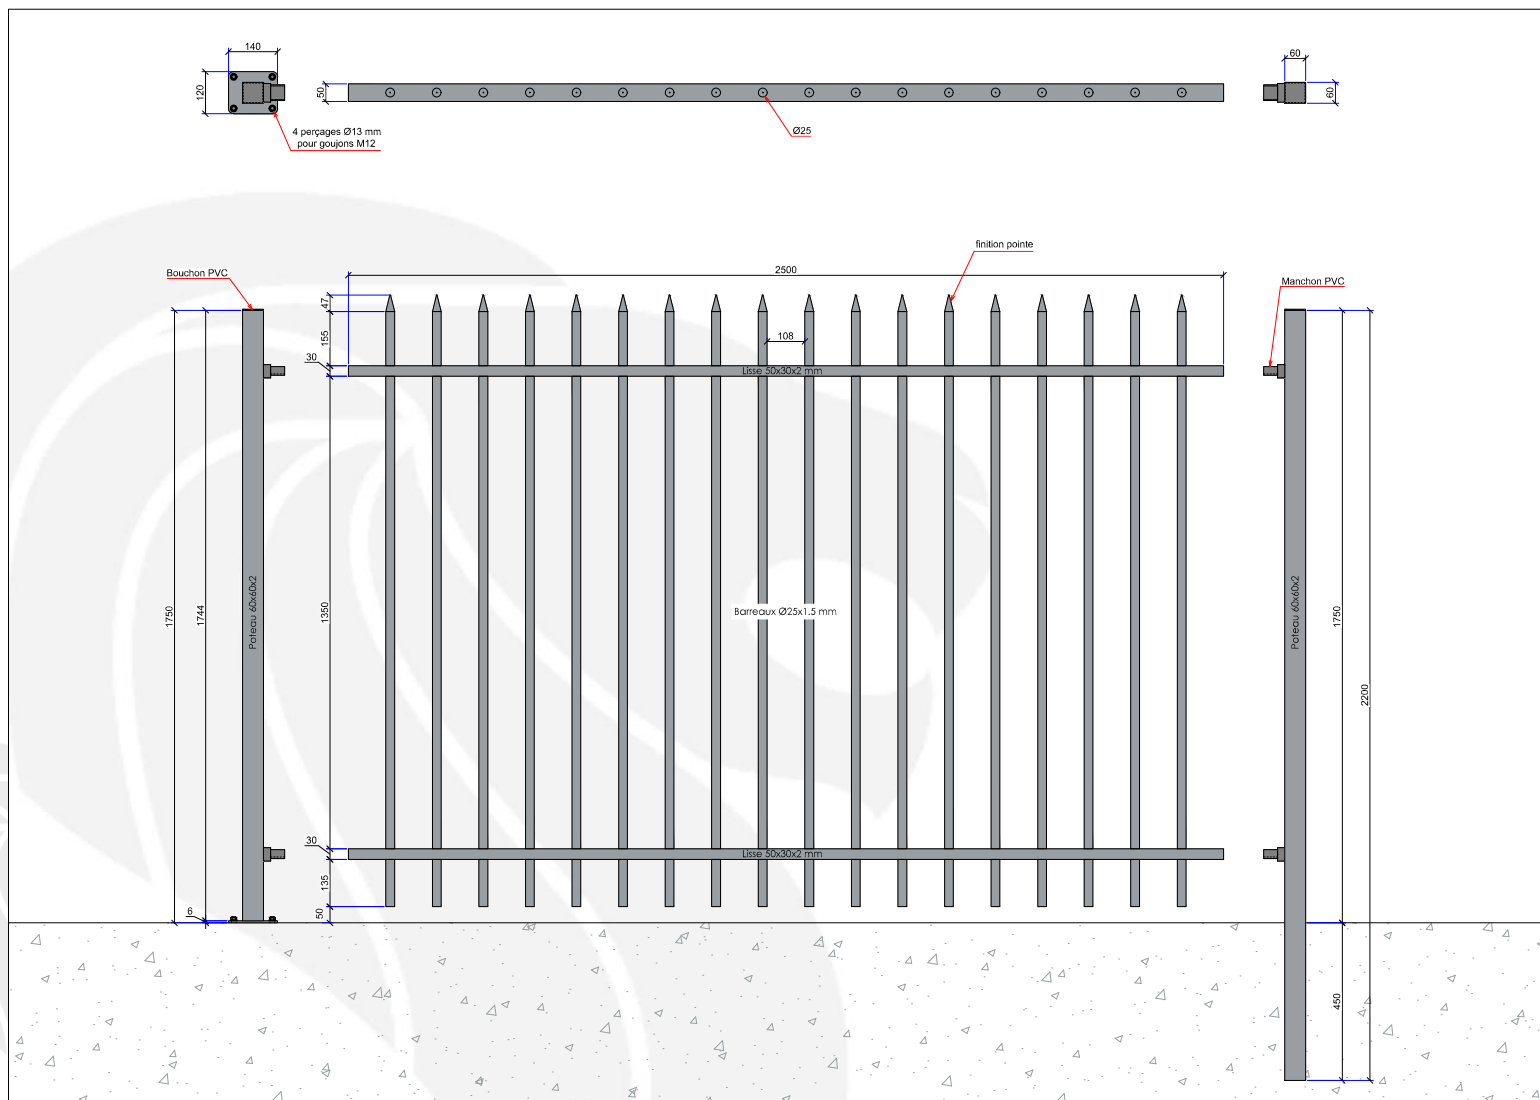 140
120
4 perçages Ø13 mm
pour goujons M12
50
Ø25
60
60
finition pointe
2500
Bouchon PVC
Manchon PVC
47
155
108
30
Lisse 50x30x2 mm
1750
1744
Poteau 60x60x2
1350
Barreaux Ø25x1.5 mm
Poteau 60x60x2
1750
2200
30
Lisse 50x30x2 mm
135
6
50
450